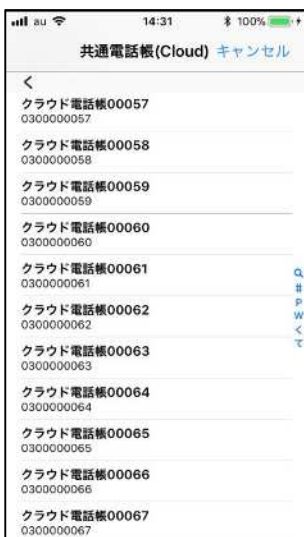 au 14:31 100%
共通電話帳(Cloud) キャンセル
クラウド電話帳00057
0300000057
クラウド電話帳00058
0300000058
クラウド電話帳00059
0300000059
クラウド電話帳00060
0300000060
クラウド電話帳00061
0300000061
クラウド電話帳00062
0300000062
クラウド電話帳00063
0300000063
クラウド電話帳00064
0300000064
クラウド電話帳00065
0300000065
クラウド電話帳00066
0300000066
クラウド電話帳00067
0300000067
#
P
W
く
て